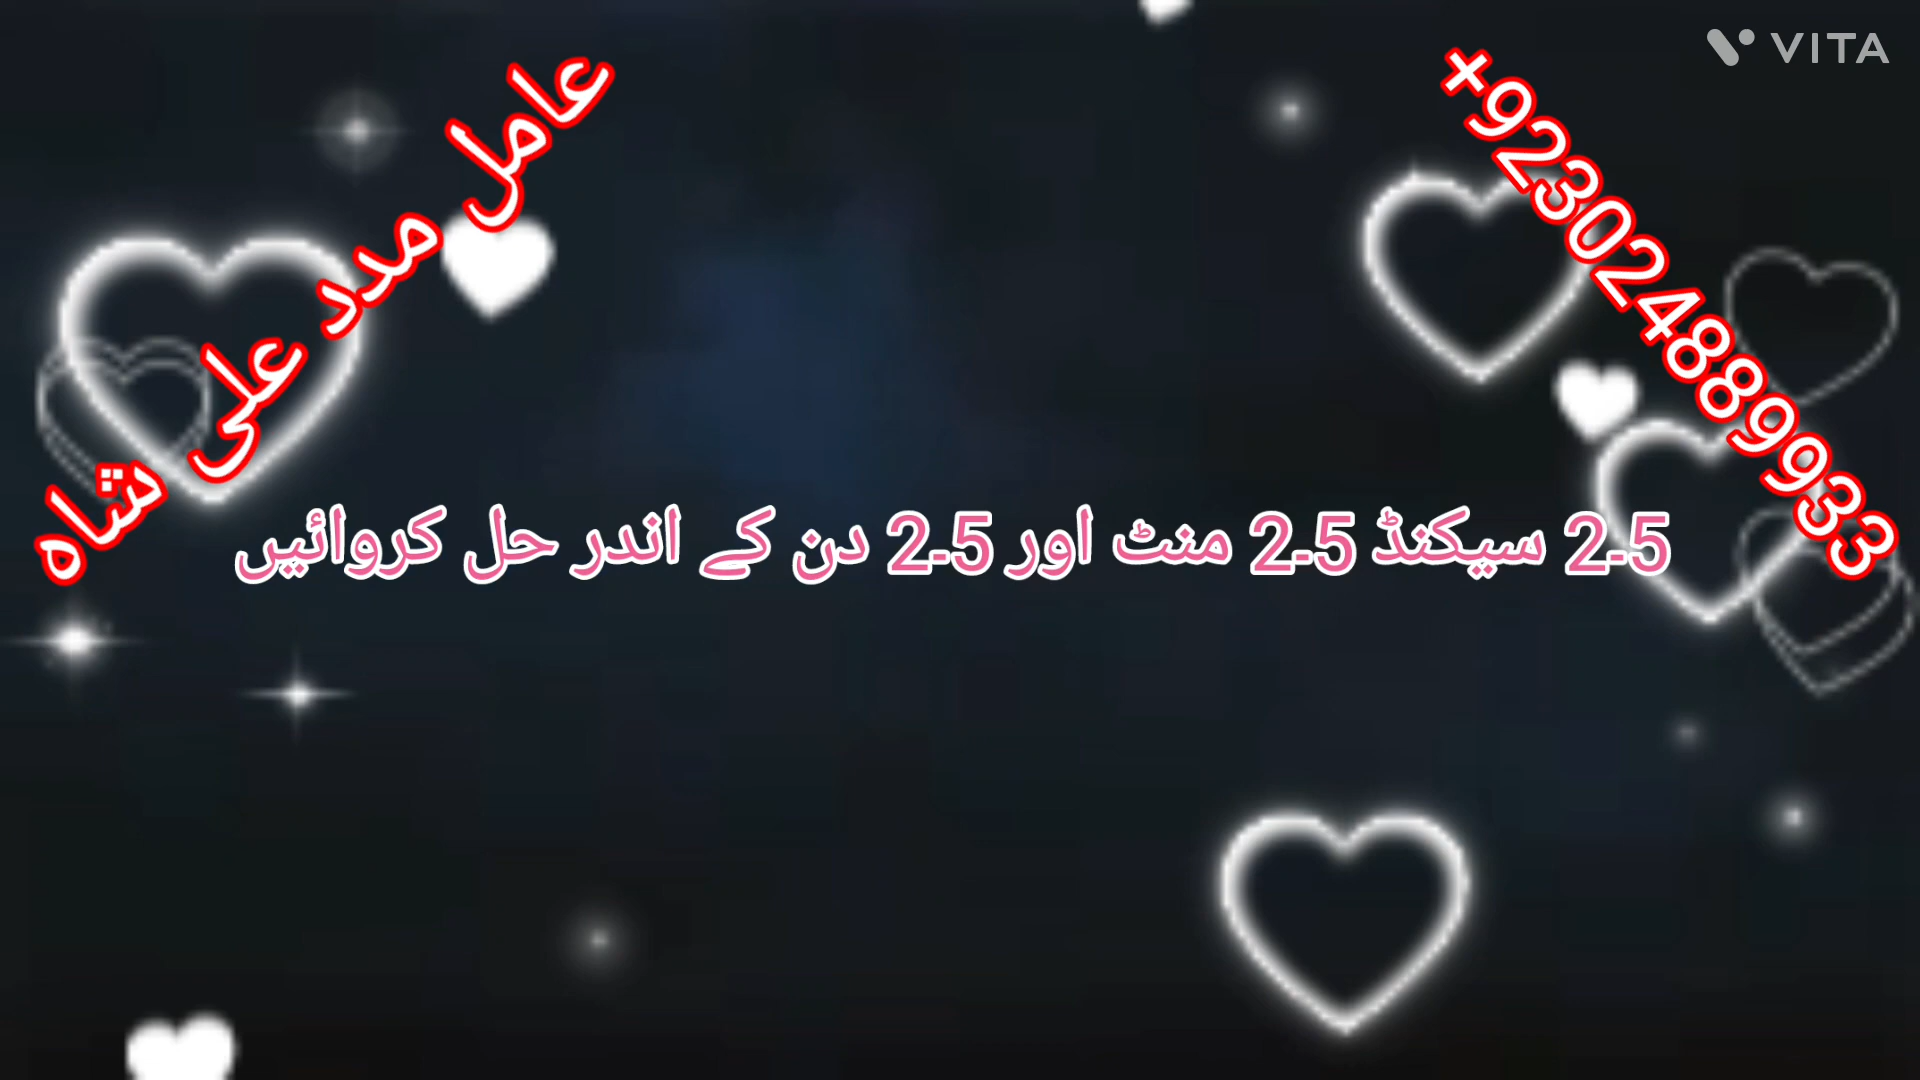 عامل مدد علی شاہ
+923024889933
VITA
2-5 سیکنڈ 5-2 منٹ اور 5-2 دن کے اندر حل کروائیں